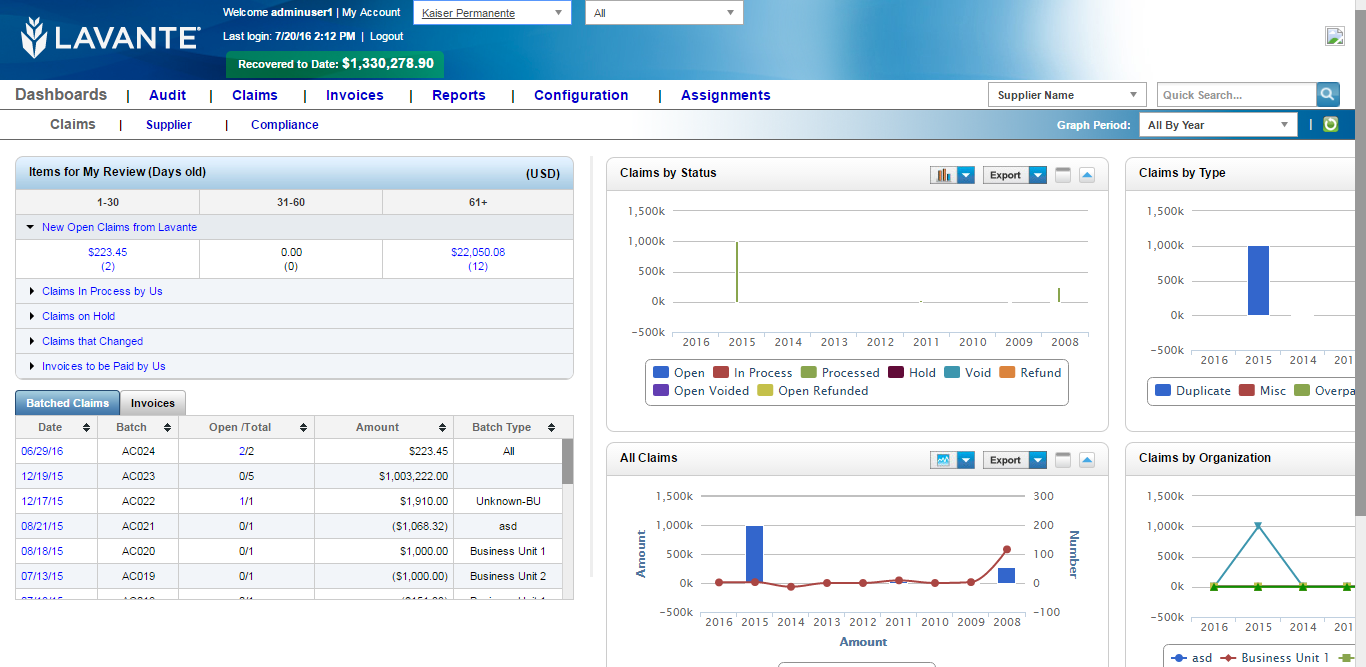 LAVANTE
Welcome adminuser1 | My Account
Kaiser Permanente
All
Last login: 7/20/16 2:12 PM | Logout
Recovered to Date: $1,330,278.90
Dashboards | Audit | Claims | Invoices | Reports | Configuration | Assignments
Supplier Name
Quick Search...
Claims | Supplier | Compliance
Graph Period: All By Year |
Items for My Review (Days old) (USD)
1-30 31-60 61+
New Open Claims from Lavante
$223.45 0.00 $22,050.08
(2) (0) (12)
Claims In Process by Us
Claims on Hold
Claims that Changed
Invoices to be Paid by Us
Batched Claims Invoices
Date Batch Open /Total Amount Batch Type
06/29/16 AC024 2/2 $223.45 All
12/19/15 AC023 0/5 $1,003,222.00
12/17/15 AC022 1/1 $1,910.00 Unknown-BU
08/21/15 AC021 0/1 ($1,068.32) asd
08/18/15 AC020 0/1 $1,000.00 Business Unit 1
07/13/15 AC019 0/1 ($1,000.00) Business Unit 2
Claims by Status
Export
1,500k
1,000k
500k
0k
−500k
2016 2015 2014 2013 2012 2011 2010 2009 2008
Open In Process Processed Hold Void Refund
Open Voided Open Refunded
Claims by Type
1,500k
1,000k
500k
0k
−500k
2016 2015 2014 201
Duplicate Misc Overpa
All Claims
Export
Amount
1,500k
1,000k
500k
0k
−500k
300
200
100
0
−100
Number
2016 2015 2014 2013 2012 2011 2010 2009 2008
Amount
Claims by Organization
1,500k
1,000k
500k
0k
−500k
2016 2015 2014 201
asd Business Unit 1